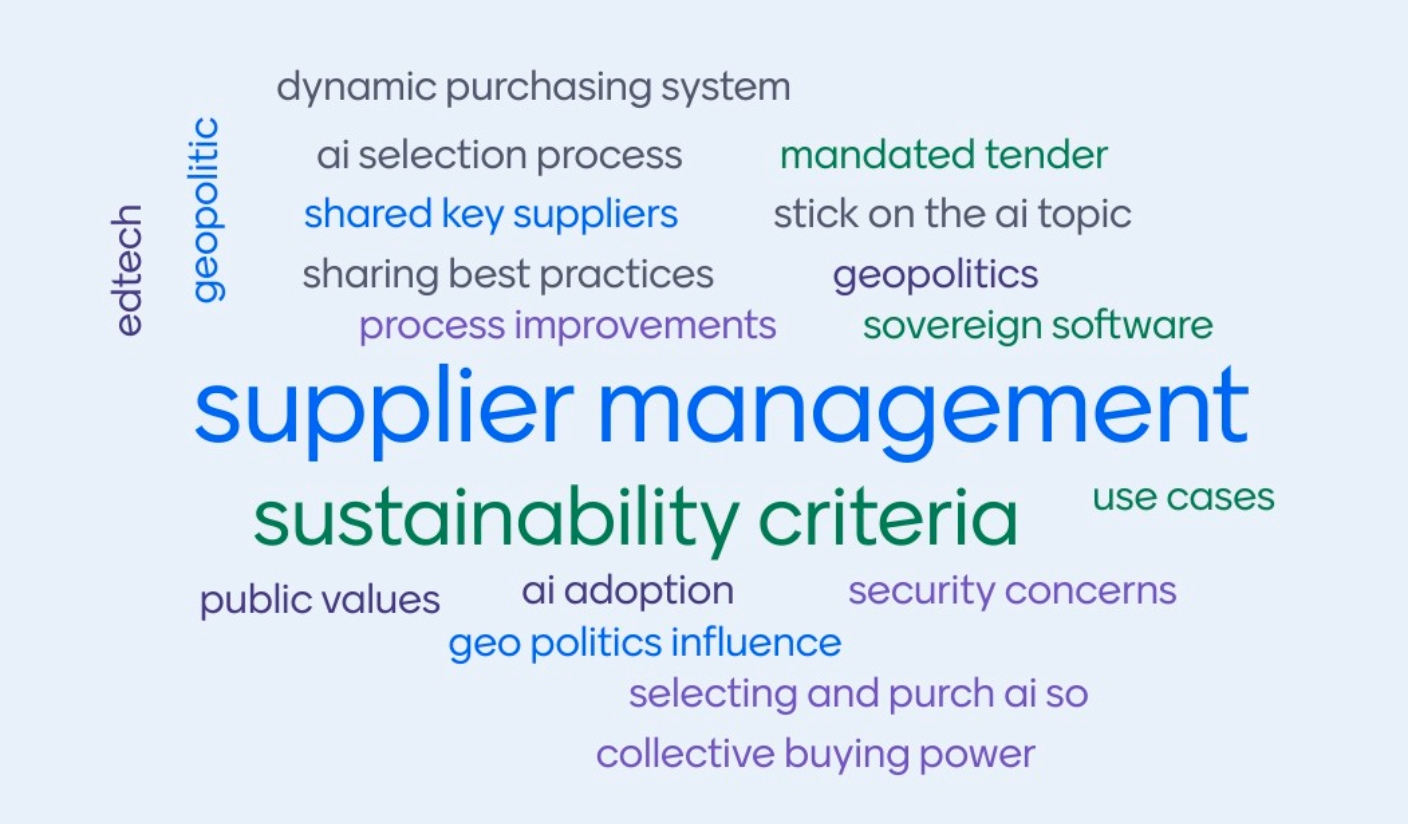 dynamic purchasing system
geopolitic
ai selection process
mandated tender
edtech
shared key suppliers
stick on the ai topic
sharing best practices
geopolitics
process improvements
sovereign software
supplier management
sustainability criteria
use cases
public values
ai adoption
security concerns
geo politics influence
selecting and purch ai so
collective buying power